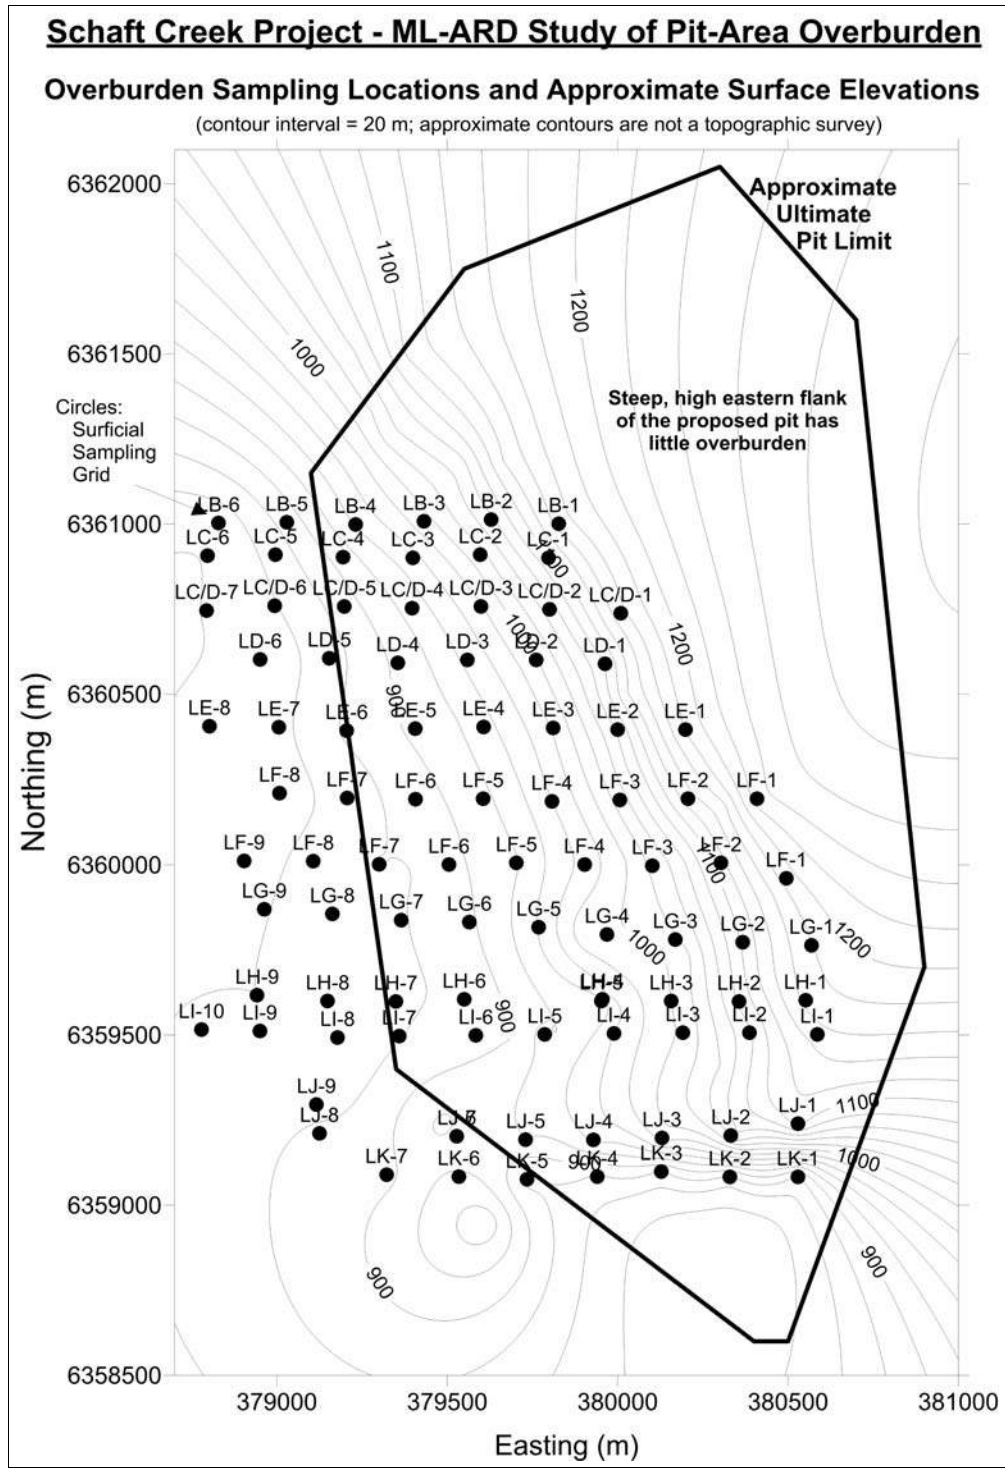 Schaft Creek Project - ML-ARD Study of Pit-Area Overburden
Overburden Sampling Locations and Approximate Surface Elevations
(contour interval = 20 m; approximate contours are not a topographic survey)
6362000
Approximate
Ultimate
Pit Limit
1100
1200
6361500
1000
Steep, high eastern flank
of the proposed pit has
little overburden
Circles:
Surficial
Sampling
Grid
LB-6 LB-5 LB-4 LB-3 LB-2 LB-1
6361000
LC-6 LC-5 LC-4 LC-3 LC-2 LC-1
1100
LC/D-7 LC/D-6 LC/D-5 LC/D-4 LC/D-3 LC/D-2 LC/D-1
1000 1200
LD-6 LD-5 LD-4 LD-3 LD-2 LD-1
6360500
900
LE-8 LE-7 LE-6 LE-5 LE-4 LE-3 LE-2 LE-1
LF-8 LF-7 LF-6 LF-5 LF-4 LF-3 LF-2 LF-1
6360000
LF-9 LF-8 LF-7 LF-6 LF-5 LF-4 LF-3 LF-2 LF-1
1100
LG-9 LG-8 LG-7 LG-6 LG-5 LG-4 LG-3 LG-2 LG-1
1000 1200
LH-9 LH-8 LH-7 LH-6 LH-3 LH-2 LH-1
900
6359500
LI-10 LI-9 LI-8 LI-7 LI-6 LI-5 LI-4 LI-3 LI-2 LI-1
1100
LJ-9
LJ-8 LJ-5 LJ-4 LJ-3 LJ-2 LJ-1
1000
900
LK-7 LK-6 LK-5 LK-4 LK-3 LK-2 LK-1
6359000
900
900
6358500
379000 379500 380000 380500 381000
Easting (m)
Northing (m)